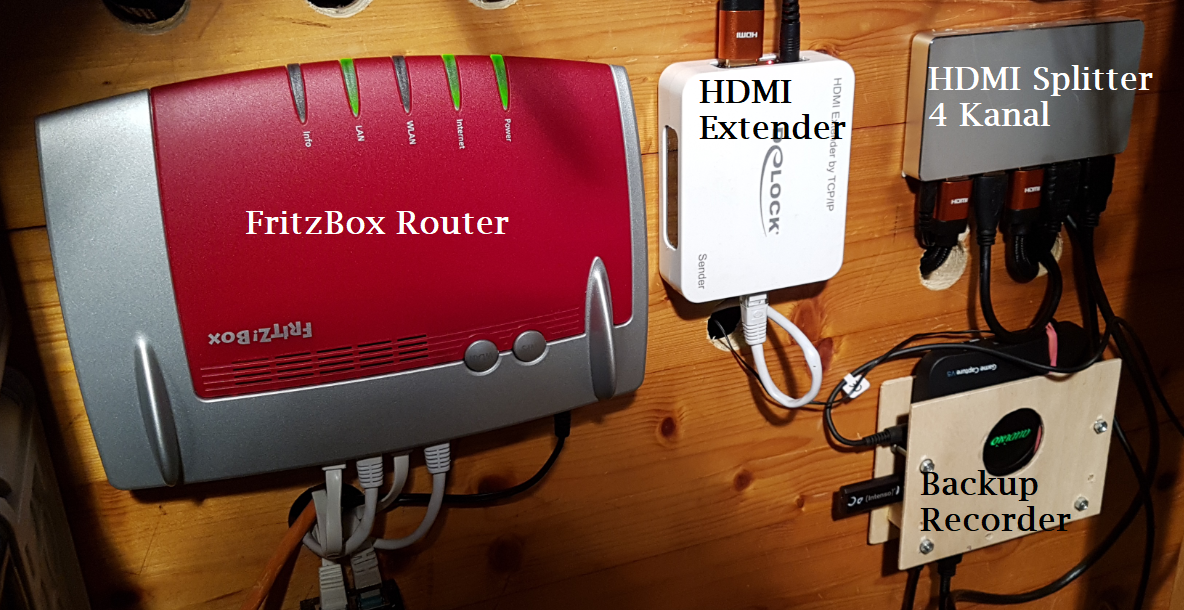 Info
LAN
WLAN
Internet
Power
FritzBox Router
FRITZ!Box
HDMI
HDMI
Extender
HDMI Extender by TCP/IP
DELOCK
Sender
HDMI Splitter
4 Kanal
HDMI
HDMI
Game Capture
(intenso)
Backup
Recorder